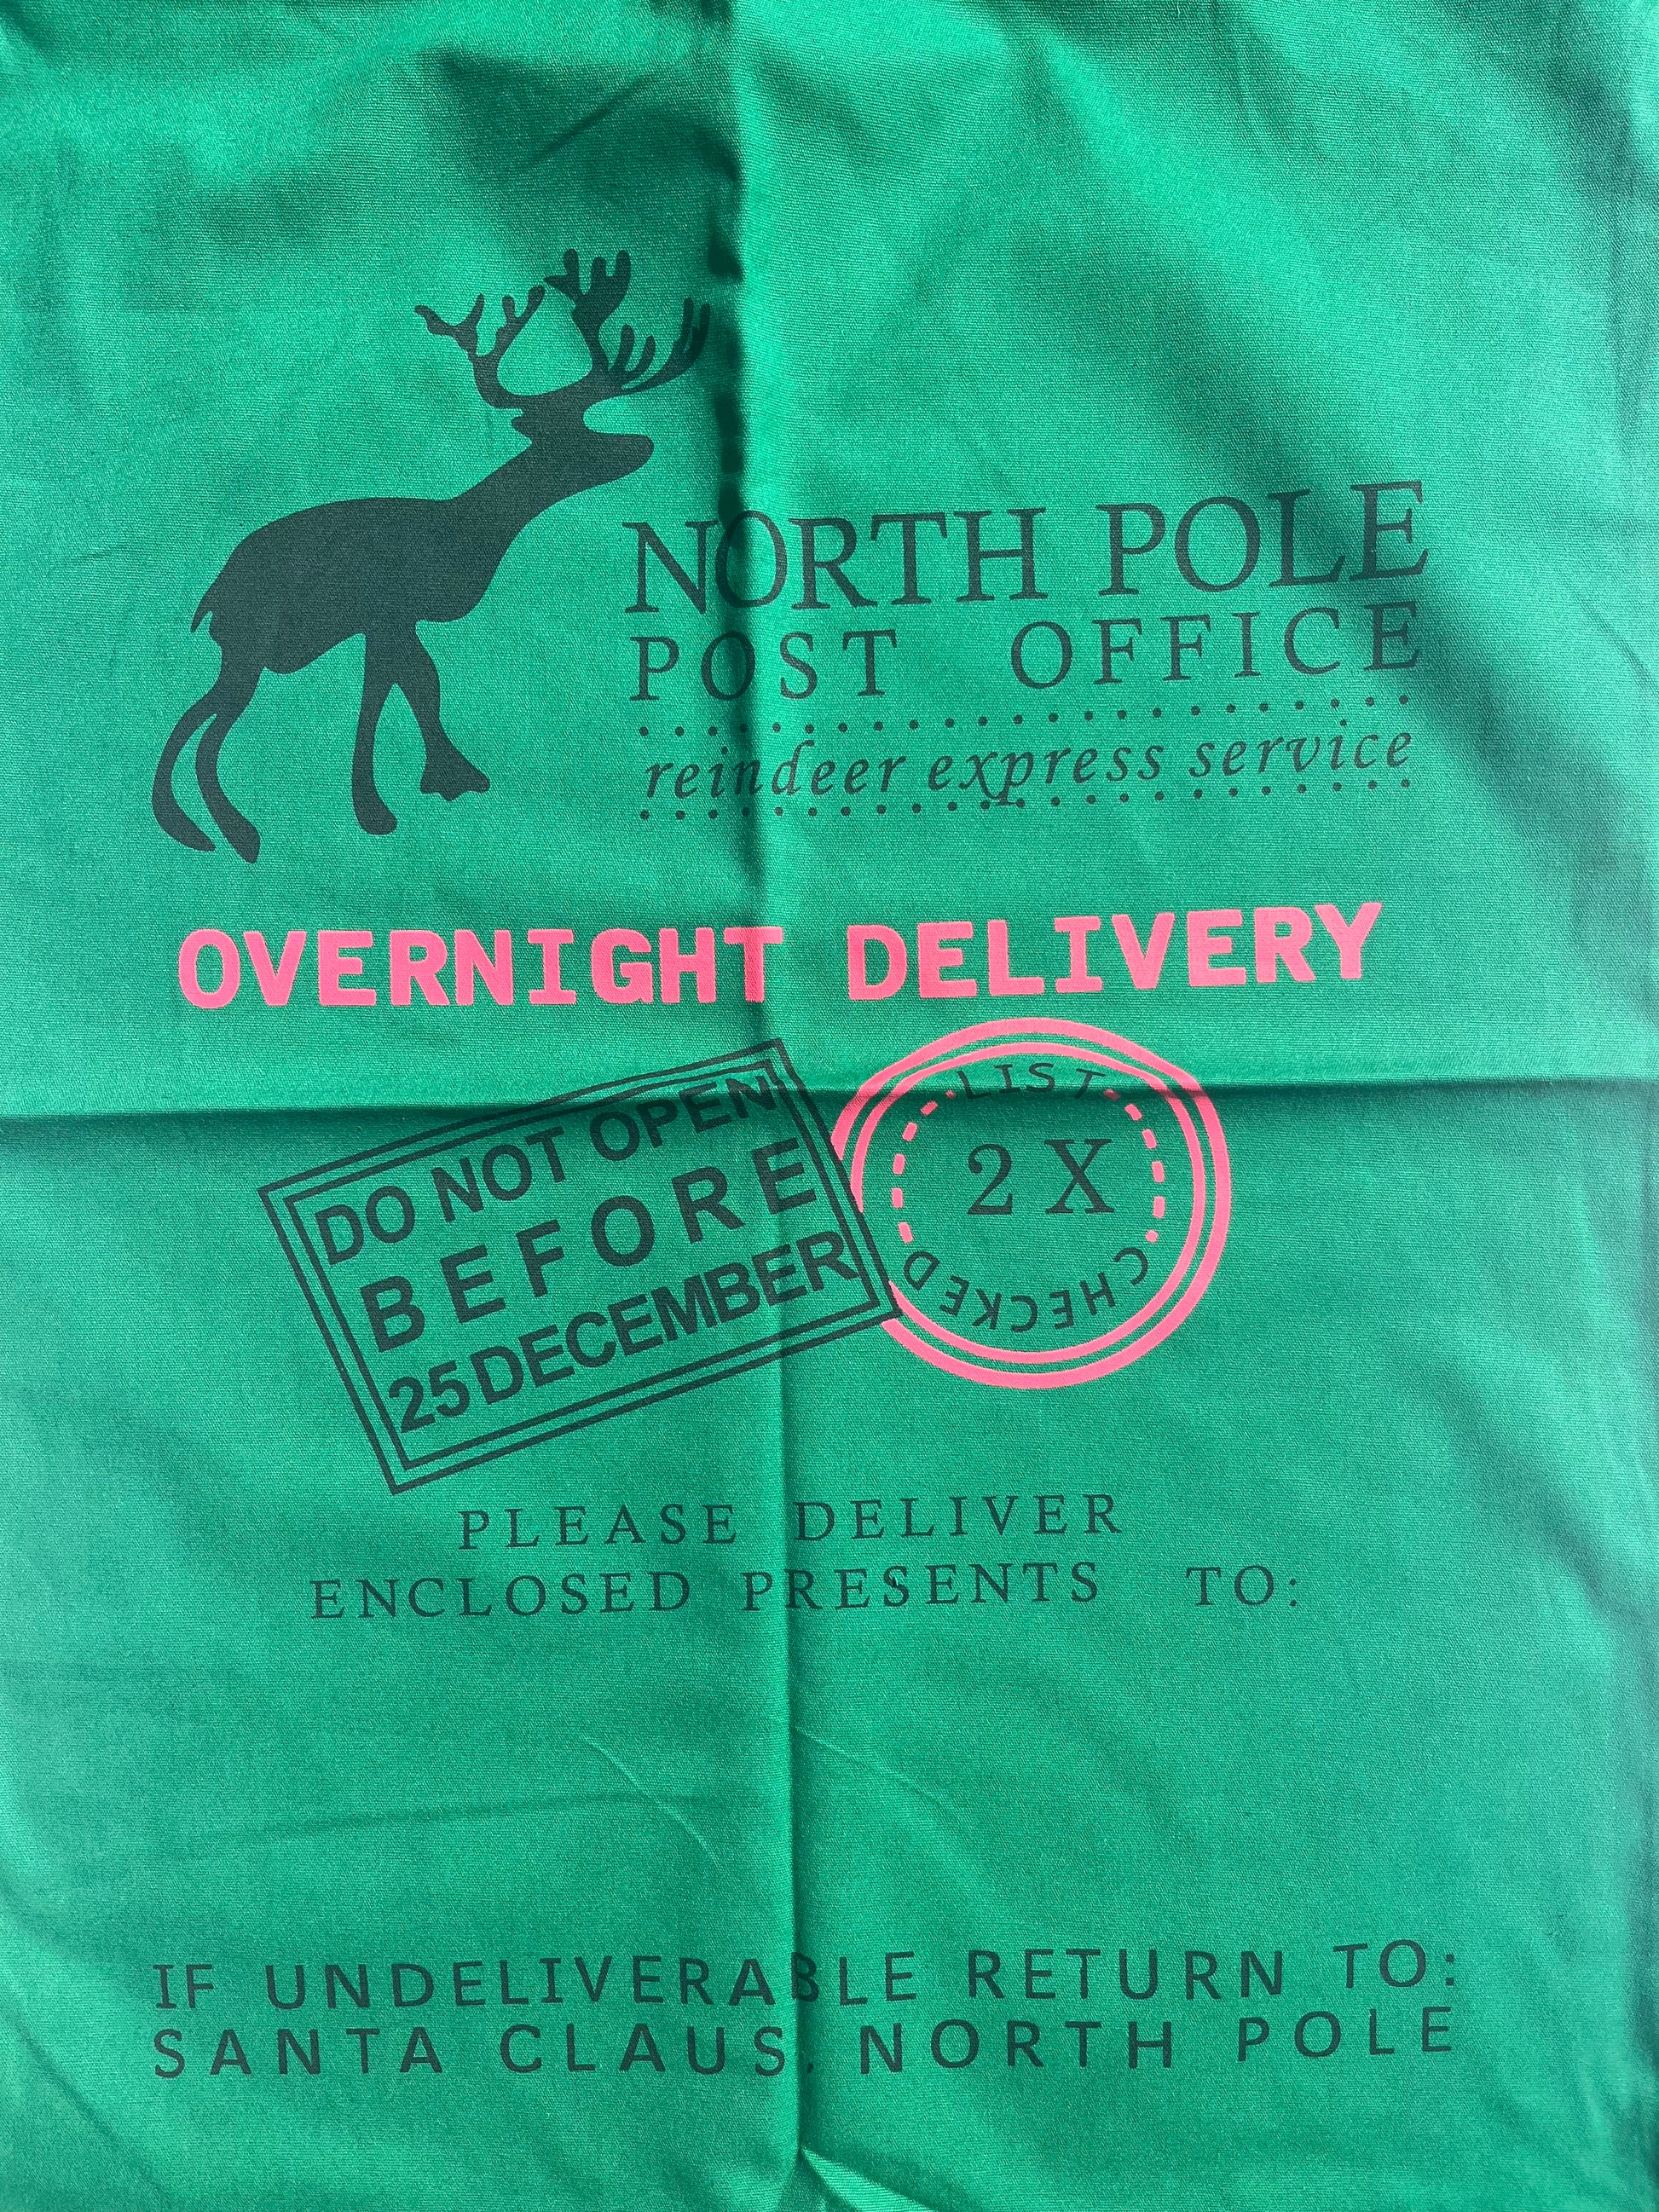 NORTH POLE
POST OFFICE
reindeer express service
OVERNIGHT DELIVERY
DO NOT OPEN
BEFORE
25 DECEMBER
LIST
2 X
CHECKED
PLEASE DELIVER
ENCLOSED PRESENTS TO:
IF UNDELIVERABLE RETURN TO:
SANTA CLAUS, NORTH POLE